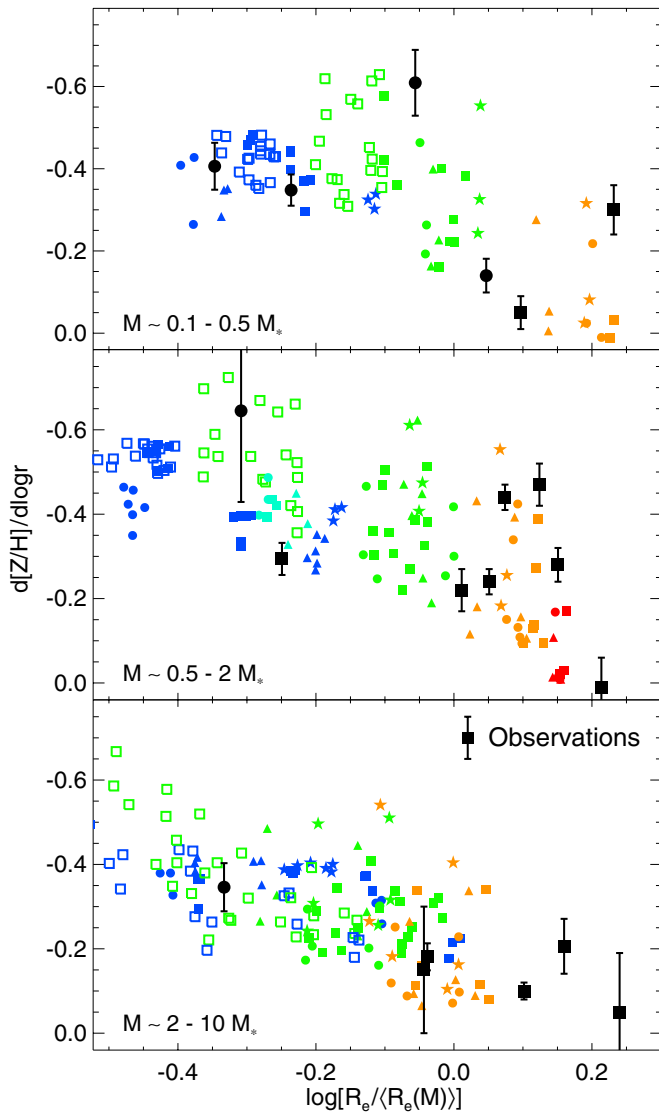 -0.6
-0.4
-0.2
0.0
M ~ 0.1 - 0.5 M*
-0.6
-0.4
-0.2
0.0
M ~ 0.5 - 2 M*
d[Z/H]/dlogr
Observations
-0.6
-0.4
-0.2
0.0
M ~ 2 - 10 M*
-0.4 -0.2 0.0 0.2
log[Re/⟨Re(M)⟩]